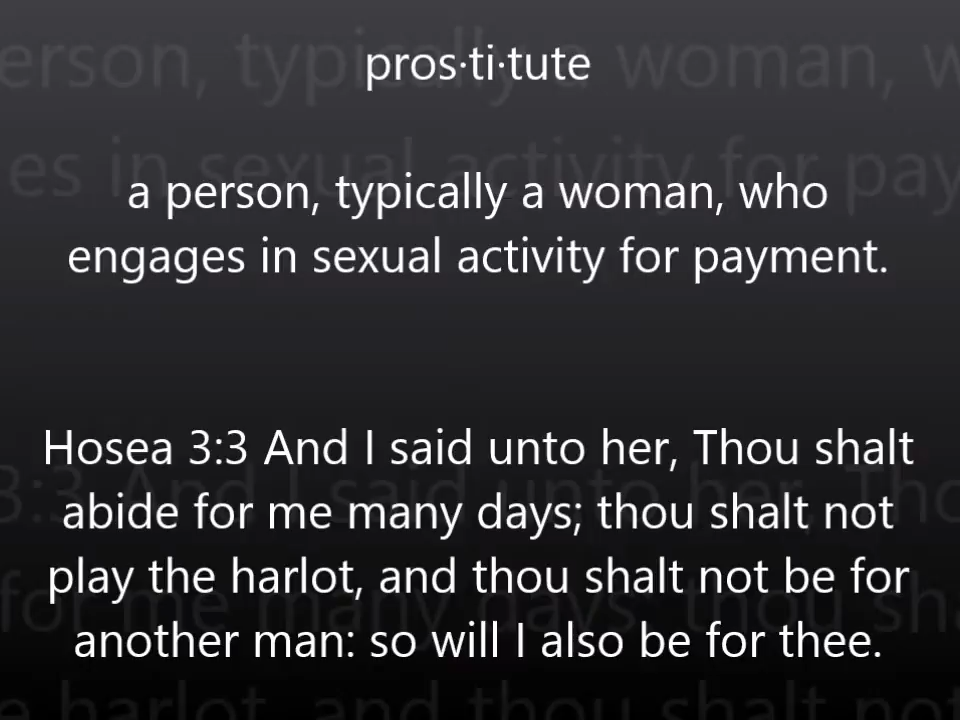 pros·ti·tute
a person, typically a woman, who
engages in sexual activity for payment.
Hosea 3:3 And I said unto her, Thou shalt
abide for me many days; thou shalt not
play the harlot, and thou shalt not be for
another man: so will I also be for thee.